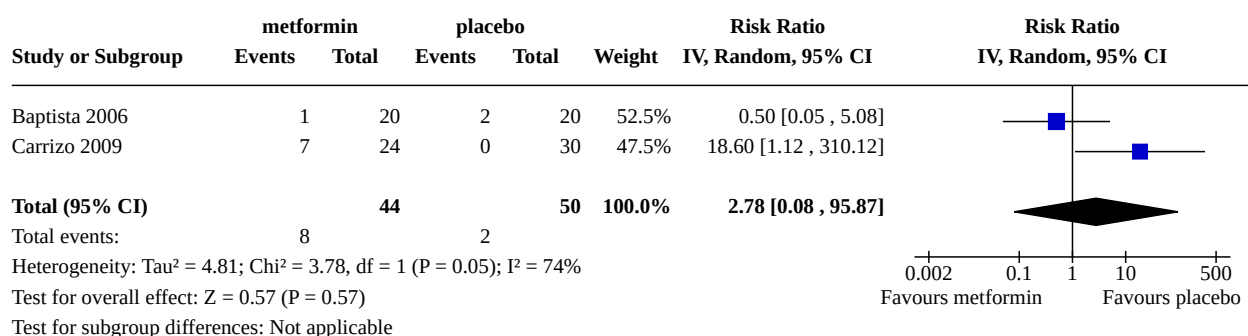 metformin placebo Risk Ratio Risk Ratio
Study or Subgroup Events Total Events Total Weight IV, Random, 95% CI IV, Random, 95% CI
Baptista 2006 1 20 2 20 52.5% 0.50 [0.05 , 5.08]
Carrizo 2009 7 24 0 30 47.5% 18.60 [1.12 , 310.12]
Total (95% CI) 44 50 100.0% 2.78 [0.08 , 95.87]
Total events: 8 2
Heterogeneity: Tau² = 4.81; Chi² = 3.78, df = 1 (P = 0.05); I² = 74%
0.002 0.1 1 10 500
Test for overall effect: Z = 0.57 (P = 0.57) Favours metformin Favours placebo
Test for subgroup differences: Not applicable